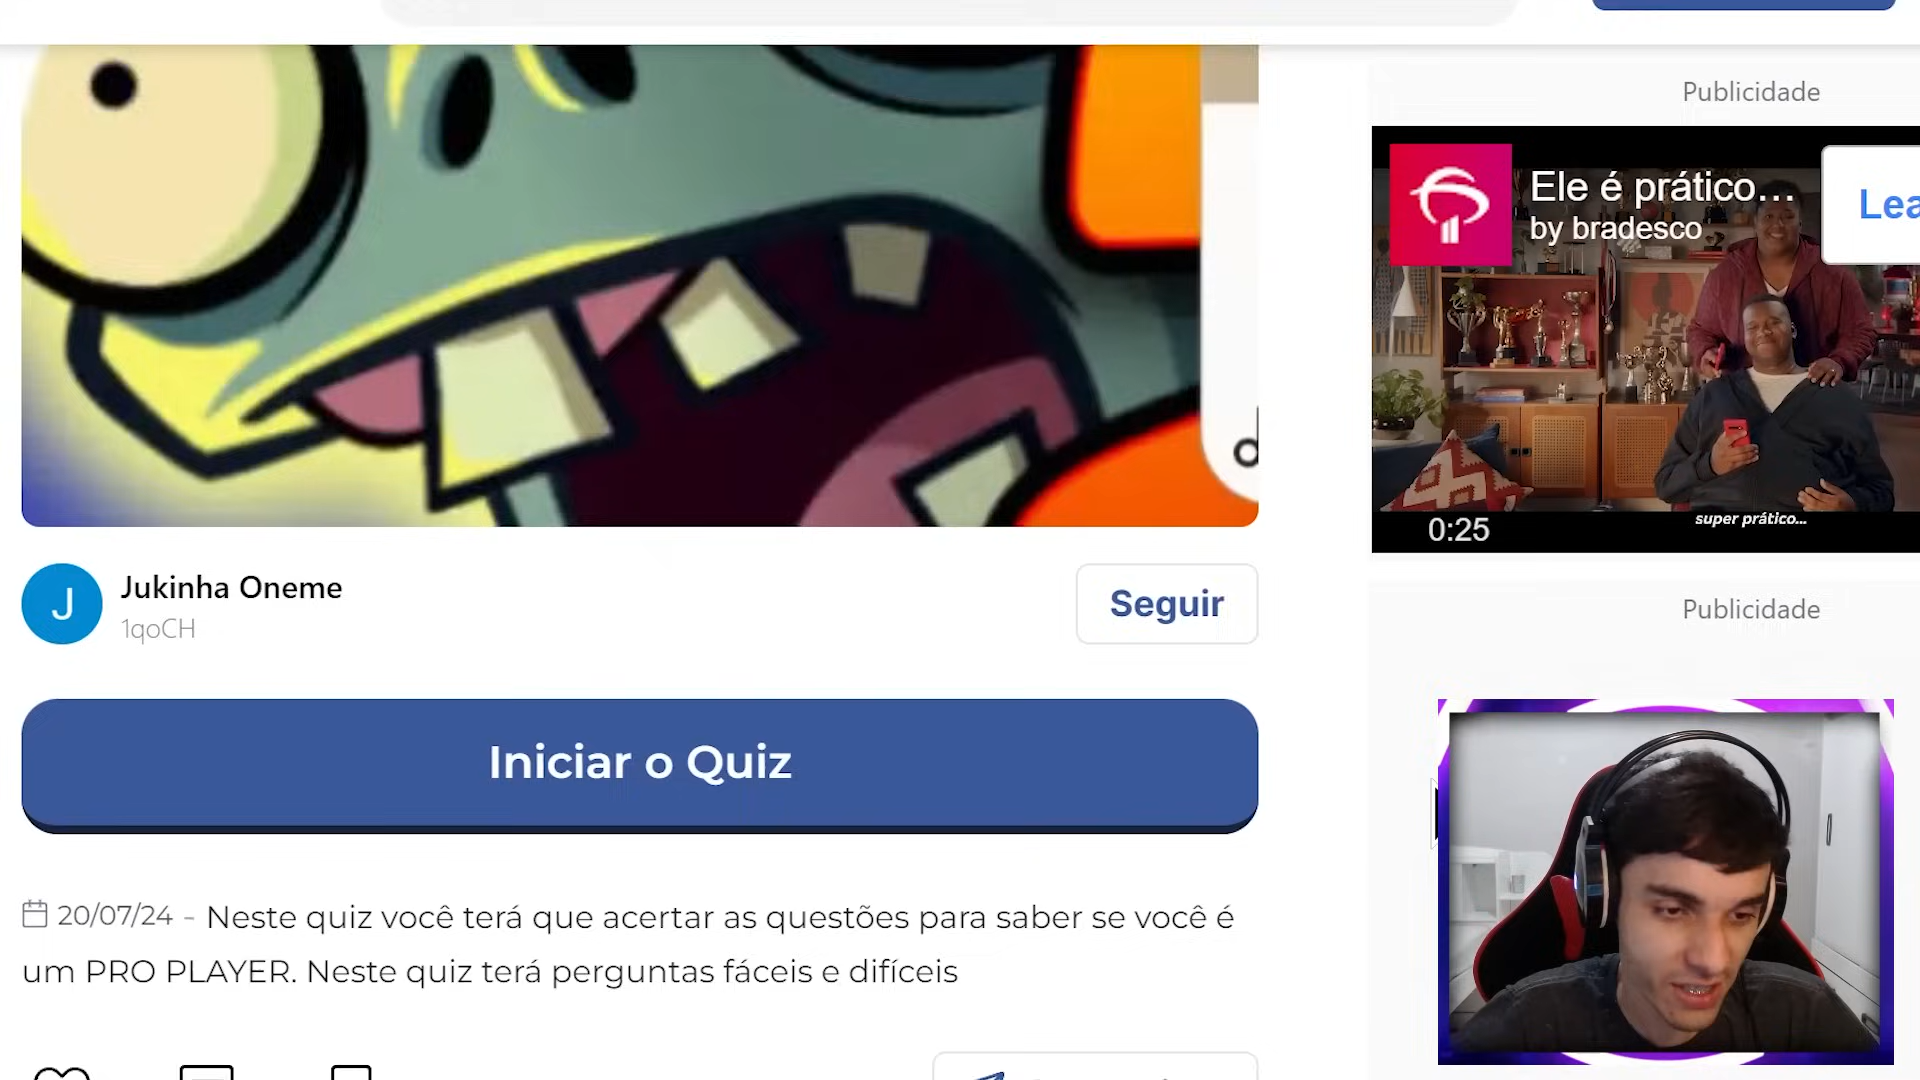 Publicidade
Ele é prático...
by bradesco
Lea
super prático...
0:25
d
J
Jukinha Oneme
1qoCH
Seguir
Publicidade
Iniciar o Quiz
20/07/24 - Neste quiz você terá que acertar as questões para saber se você é
um PRO PLAYER. Neste quiz terá perguntas fáceis e difíceis